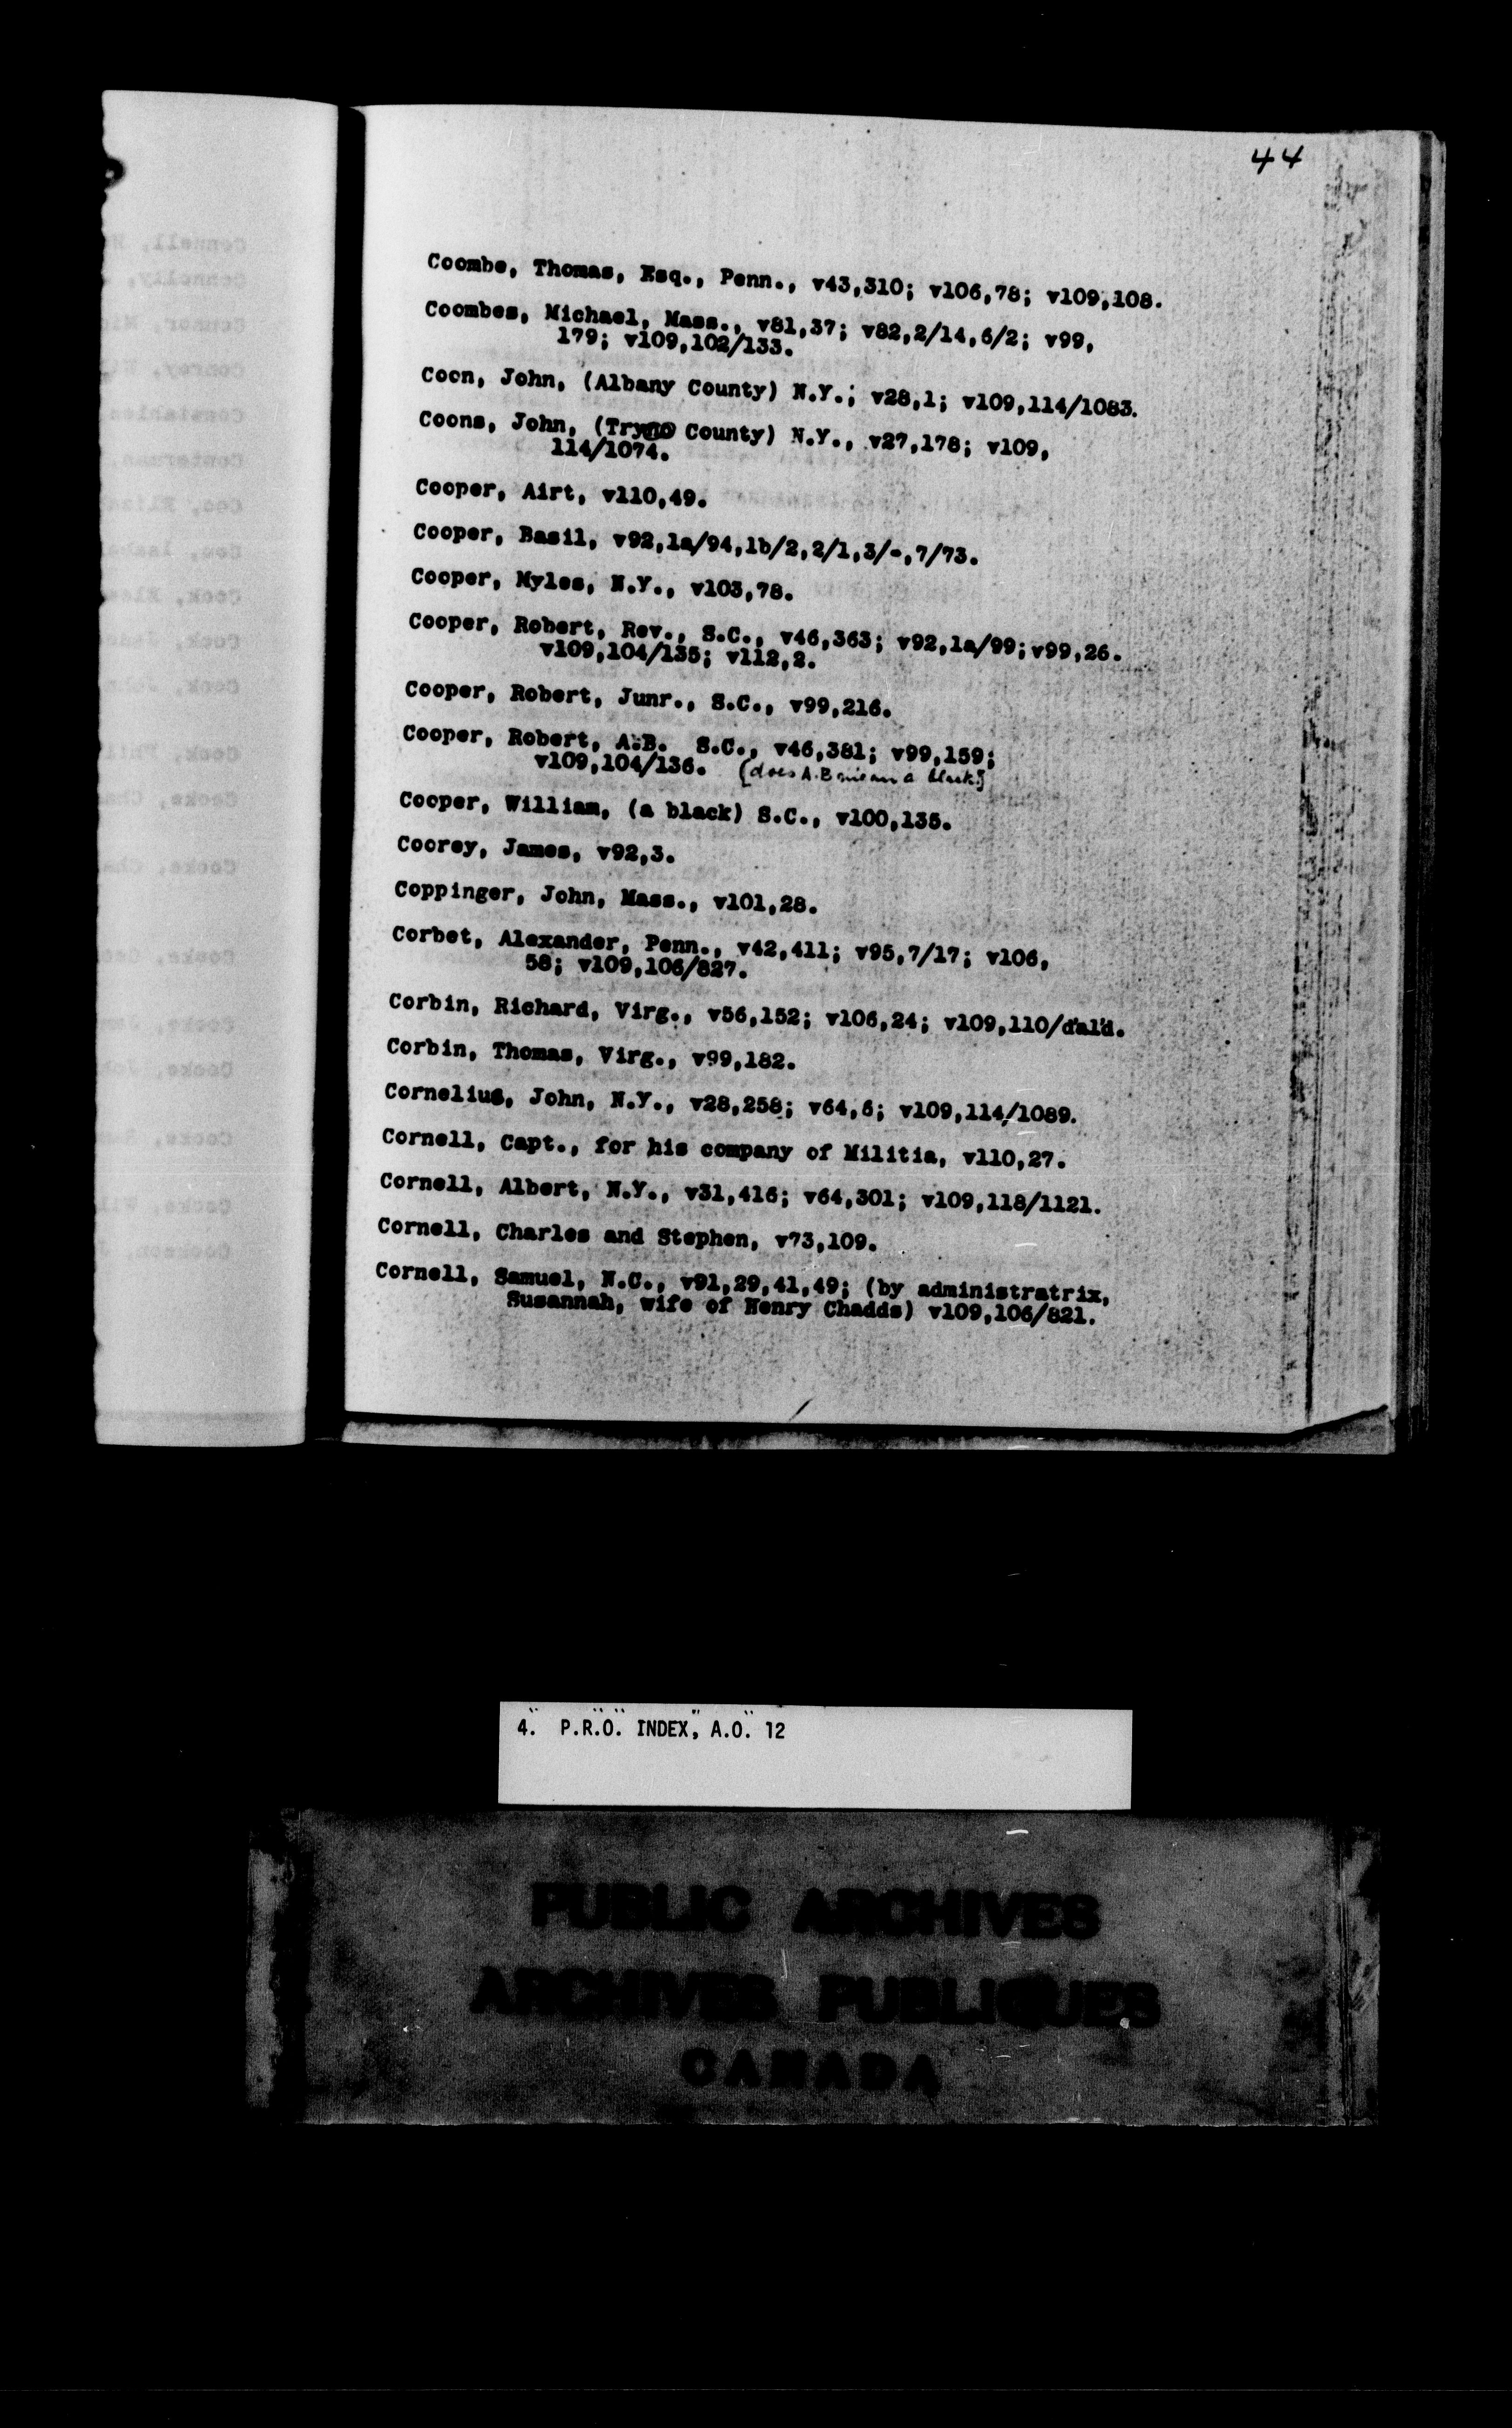 44
Coombe, Thomas, Esq., Penn., v43,310; v106,78; v109,108.
Coombes, Michael, Mass., v81,37; v82,2/14,6/2; v99,
179; v109,102/133.
Coon, John, (Albany County) N.Y.; v28,1; v109,114/1083.
Coons, John, (Tryno County) N.Y., v27,178; v109,
114/1074.
Cooper, Airt, v110,49.
Cooper, Basil, v92,1a/94,1b/2,2/1,3/-,7/73.
Cooper, Myles, N.Y., v103,78.
Cooper, Robert, Rev., S.C., v46,363; v92,1a/99; v99,26.
v109,104/135; v112,2.
Cooper, Robert, Junr., S.C., v99,216.
Cooper, Robert, A.B. S.C., v46,381; v99,159;
v109,104/136. (does A.B mean a black?)
Cooper, William, (a black) S.C., v100,135.
Coorey, James, v92,3.
Coppinger, John, Mass., v101,28.
Corbet, Alexander, Penn., v42,411; v95,7/17; v106,
58; v109,106/827.
Corbin, Richard, Virg., v56,152; v106,24; v109,110/d'al'd.
Corbin, Thomas, Virg., v99,182.
Cornelius, John, N.Y., v28,258; v64,6; v109,114/1089.
Cornell, Capt., for his company of Militia, v110,27.
Cornell, Albert, N.Y., v31,416; v64,301; v109,118/1121.
Cornell, Charles and Stephen, v73,109.
Cornell, Samuel, N.C., v91,29,41,49; (by administratrix,
Susannah, wife of Henry Chadds) v109,106/821.
4. P.R.O. INDEX, A.O. 12
PUBLIC ARCHIVES
ARCHIVES PUBLIQUES
CANADA